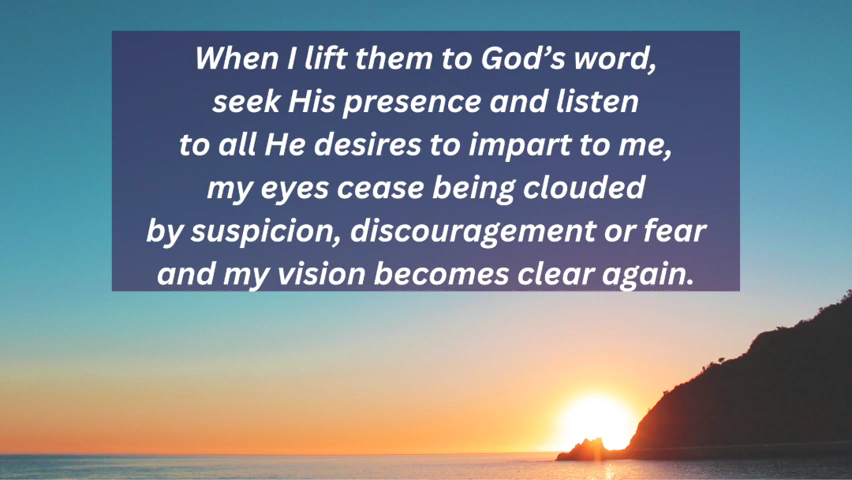 When I lift them to God’s word,
seek His presence and listen
to all He desires to impart to me,
my eyes cease being clouded
by suspicion, discouragement or fear
and my vision becomes clear again.